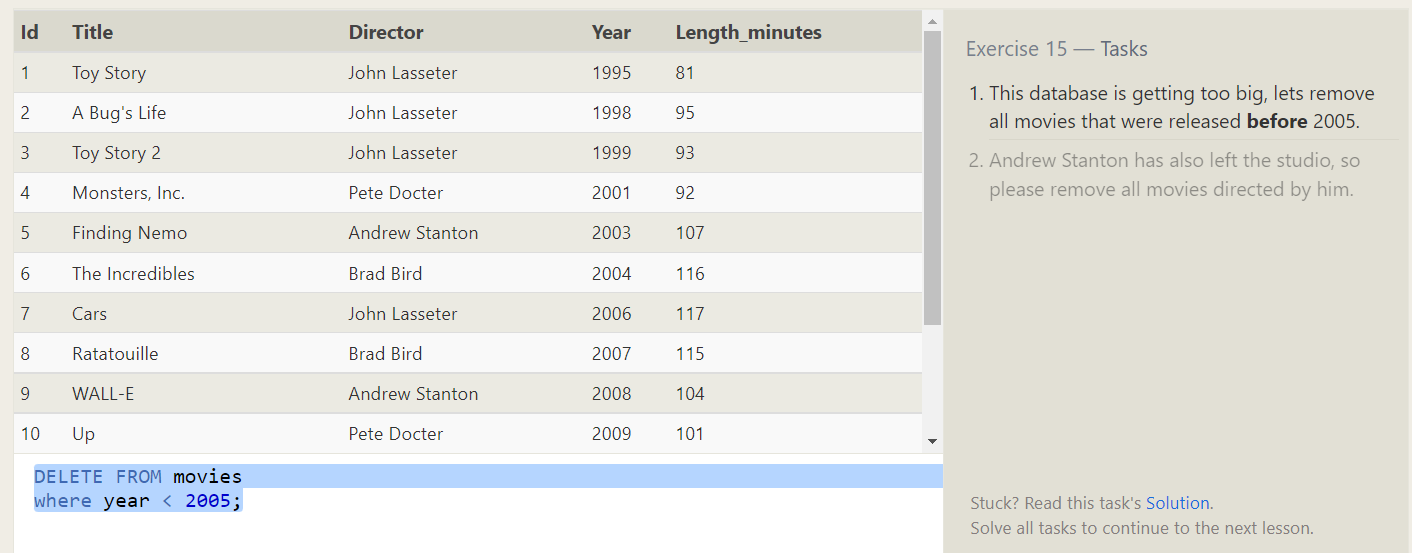 Id Title Director Year Length_minutes
1 Toy Story John Lasseter 1995 81
2 A Bug's Life John Lasseter 1998 95
3 Toy Story 2 John Lasseter 1999 93
4 Monsters, Inc. Pete Docter 2001 92
5 Finding Nemo Andrew Stanton 2003 107
6 The Incredibles Brad Bird 2004 116
7 Cars John Lasseter 2006 117
8 Ratatouille Brad Bird 2007 115
9 WALL-E Andrew Stanton 2008 104
10 Up Pete Docter 2009 101
DELETE FROM movies
where year < 2005;
Exercise 15 — Tasks
1. This database is getting too big, lets remove
all movies that were released before 2005.
2. Andrew Stanton has also left the studio, so
please remove all movies directed by him.
Stuck? Read this task's Solution.
Solve all tasks to continue to the next lesson.